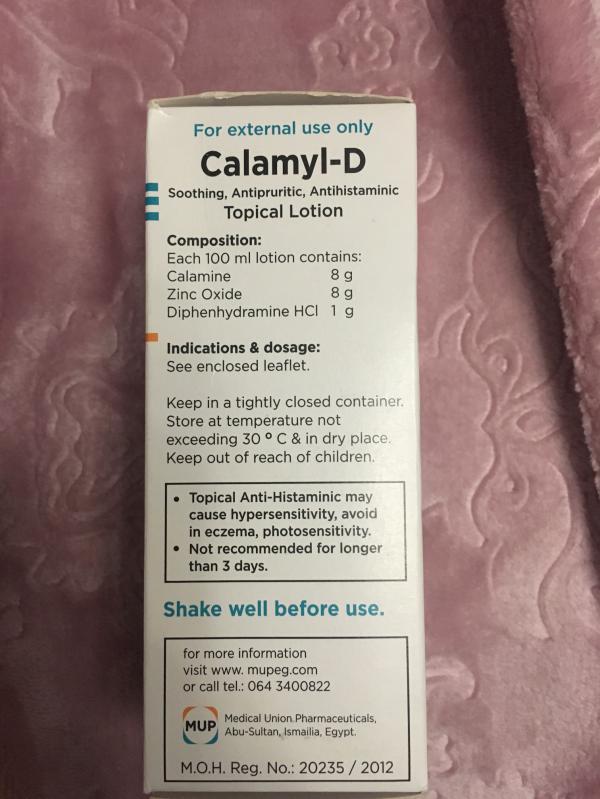 For external use only
Calamyl-D
Soothing, Antipruritic, Antihistaminic
Topical Lotion
Composition:
Each 100 ml lotion contains:
Calamine 8 g
Zinc Oxide 8 g
Diphenhydramine HCl 1 g
Indications & dosage:
See enclosed leaflet.
Keep in a tightly closed container.
Store at temperature not
exceeding 30 º C & in dry place.
Keep out of reach of children.
• Topical Anti-Histaminic may
cause hypersensitivity, avoid
in eczema, photosensitivity.
• Not recommended for longer
than 3 days.
Shake well before use.
for more information
visit www. mupeg.com
or call tel.: 064 3400822
MUP
Medical Union Pharmaceuticals,
Abu-Sultan, Ismailia, Egypt.
M.O.H. Reg. No.: 20235 / 2012